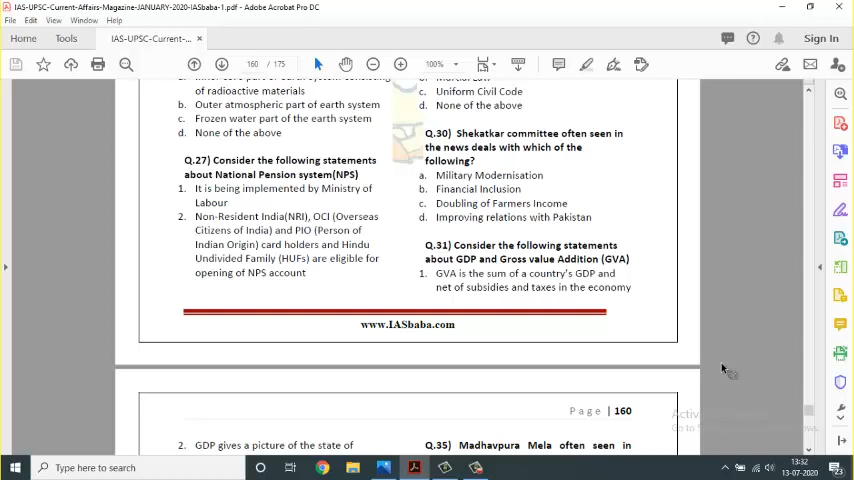 IAS-UPSC-Current-Affairs-Magazine-JANUARY-2020-IASbaba-1.pdf - Adobe Acrobat Pro DC
File Edit View Window Help
Home Tools IAS-UPSC-Current-... × Sign In
160 / 175 100%
of radioactive materials
b. Outer atmospheric part of earth system
c. Frozen water part of the earth system
d. None of the above
Q.27) Consider the following statements
about National Pension system(NPS)
1. It is being implemented by Ministry of
Labour
2. Non-Resident India(NRI), OCI (Overseas
Citizens of India) and PIO (Person of
Indian Origin) card holders and Hindu
Undivided Family (HUFs) are eligible for
opening of NPS account
b. Martial Law
c. Uniform Civil Code
d. None of the above
Q.30) Shekatkar committee often seen in
the news deals with which of the
following?
a. Military Modernisation
b. Financial Inclusion
c. Doubling of Farmers Income
d. Improving relations with Pakistan
Q.31) Consider the following statements
about GDP and Gross value Addition (GVA)
1. GVA is the sum of a country's GDP and
net of subsidies and taxes in the economy
www.IASbaba.com
Page | 160
2. GDP gives a picture of the state of
Q.35) Madhavpura Mela often seen in
Type here to search
13:32
13-07-2020
23